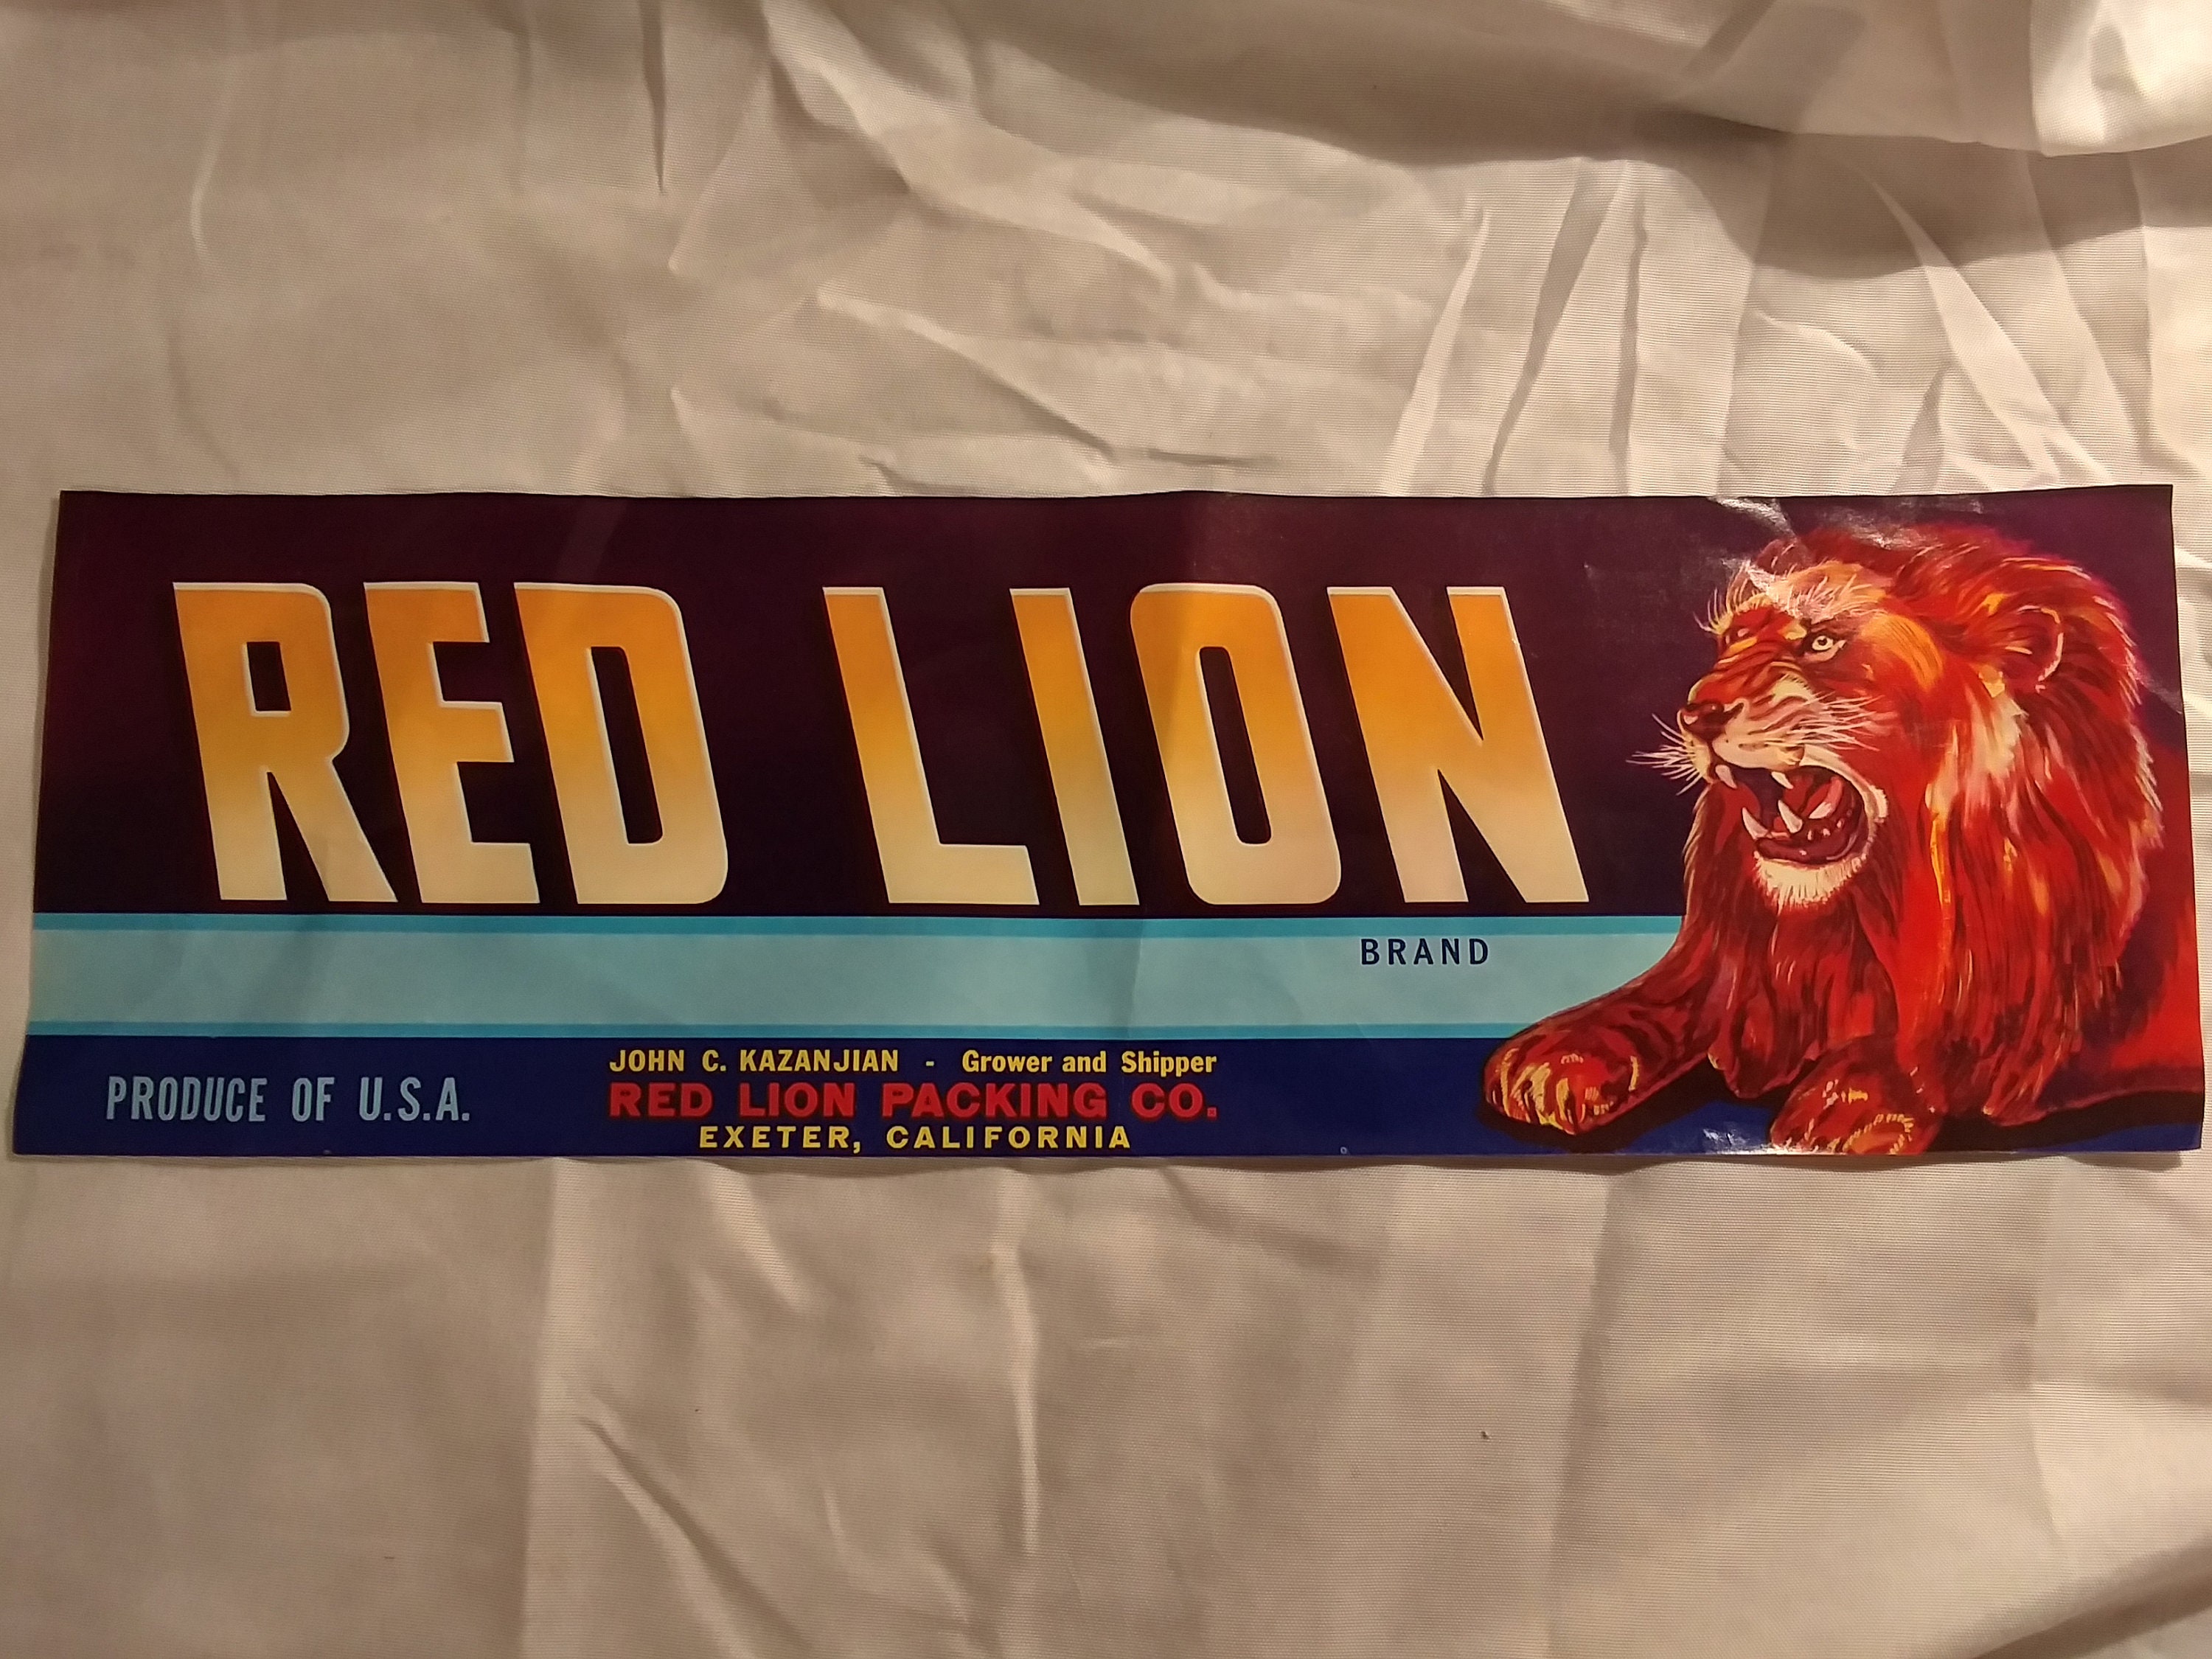 RED LION
BRAND
PRODUCE OF U.S.A.
JOHN C. KAZANJIAN - Grower and Shipper
RED LION PACKING CO.
EXETER, CALIFORNIA